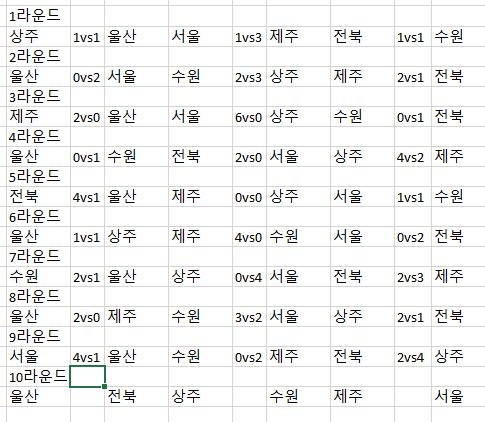 1라운드
상주 1vs1 울산 서울 1vs3 제주 전북 1vs1 수원
2라운드
울산 0vs2 서울 수원 2vs3 상주 제주 2vs1 전북
3라운드
제주 2vs0 울산 서울 6vs0 상주 수원 0vs1 전북
4라운드
울산 0vs1 수원 전북 2vs0 서울 상주 4vs2 제주
5라운드
전북 4vs1 울산 제주 0vs0 상주 서울 1vs1 수원
6라운드
울산 1vs1 상주 제주 4vs0 수원 서울 0vs2 전북
7라운드
수원 2vs1 울산 상주 0vs4 서울 전북 2vs3 제주
8라운드
울산 2vs0 제주 수원 3vs2 서울 상주 2vs1 전북
9라운드
서울 4vs1 울산 수원 0vs2 제주 전북 2vs4 상주
10라운드
울산 전북 상주 수원 제주 서울